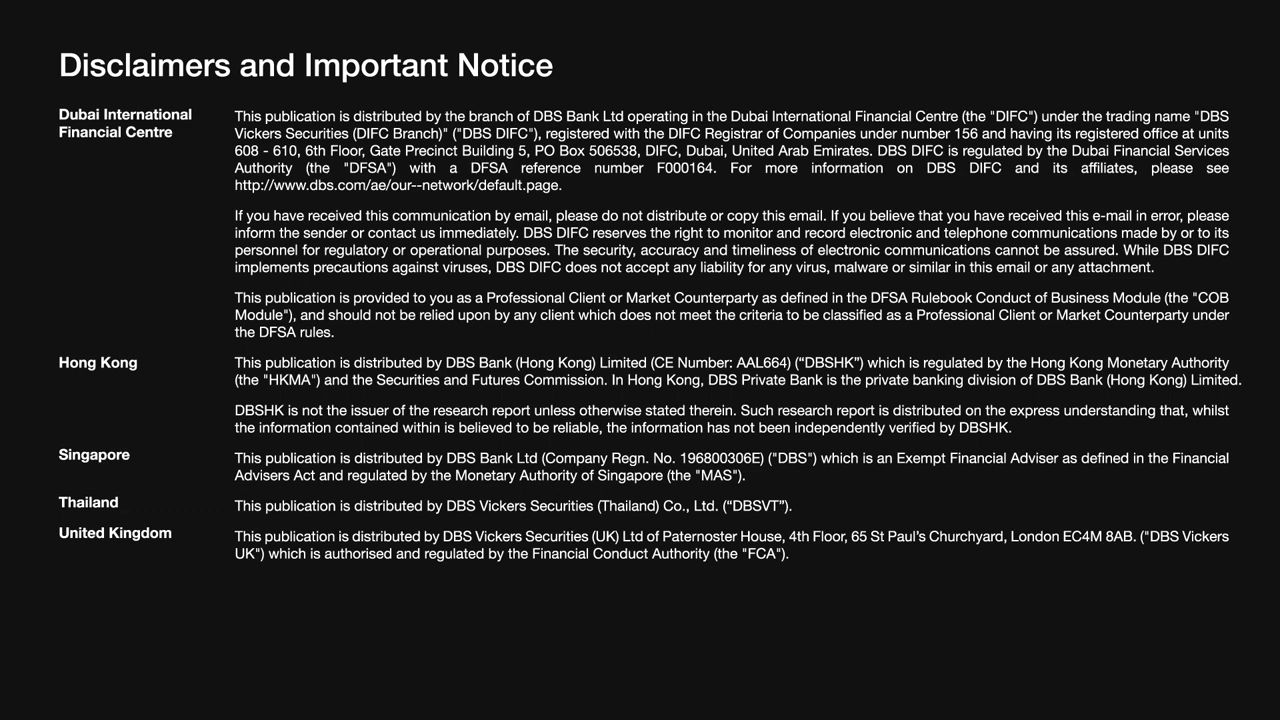 Disclaimers and Important Notice
Dubai International
Financial Centre
This publication is distributed by the branch of DBS Bank Ltd operating in the Dubai International Financial Centre (the "DIFC") under the trading name "DBS
Vickers Securities (DIFC Branch)" ("DBS DIFC"), registered with the DIFC Registrar of Companies under number 156 and having its registered office at units
608 - 610, 6th Floor, Gate Precinct Building 5, PO Box 506538, DIFC, Dubai, United Arab Emirates. DBS DIFC is regulated by the Dubai Financial Services
Authority (the "DFSA") with a DFSA reference number F000164. For more information on DBS DIFC and its affiliates, please see
http://www.dbs.com/ae/our--network/default.page.
If you have received this communication by email, please do not distribute or copy this email. If you believe that you have received this e-mail in error, please
inform the sender or contact us immediately. DBS DIFC reserves the right to monitor and record electronic and telephone communications made by or to its
personnel for regulatory or operational purposes. The security, accuracy and timeliness of electronic communications cannot be assured. While DBS DIFC
implements precautions against viruses, DBS DIFC does not accept any liability for any virus, malware or similar in this email or any attachment.
This publication is provided to you as a Professional Client or Market Counterparty as defined in the DFSA Rulebook Conduct of Business Module (the "COB
Module"), and should not be relied upon by any client which does not meet the criteria to be classified as a Professional Client or Market Counterparty under
the DFSA rules.
Hong Kong
This publication is distributed by DBS Bank (Hong Kong) Limited (CE Number: AAL664) (“DBSHK”) which is regulated by the Hong Kong Monetary Authority
(the "HKMA") and the Securities and Futures Commission. In Hong Kong, DBS Private Bank is the private banking division of DBS Bank (Hong Kong) Limited.
DBSHK is not the issuer of the research report unless otherwise stated therein. Such research report is distributed on the express understanding that, whilst
the information contained within is believed to be reliable, the information has not been independently verified by DBSHK.
Singapore
This publication is distributed by DBS Bank Ltd (Company Regn. No. 196800306E) ("DBS") which is an Exempt Financial Adviser as defined in the Financial
Advisers Act and regulated by the Monetary Authority of Singapore (the "MAS").
Thailand
This publication is distributed by DBS Vickers Securities (Thailand) Co., Ltd. (“DBSVT”).
United Kingdom
This publication is distributed by DBS Vickers Securities (UK) Ltd of Paternoster House, 4th Floor, 65 St Paul’s Churchyard, London EC4M 8AB. ("DBS Vickers
UK") which is authorised and regulated by the Financial Conduct Authority (the "FCA").